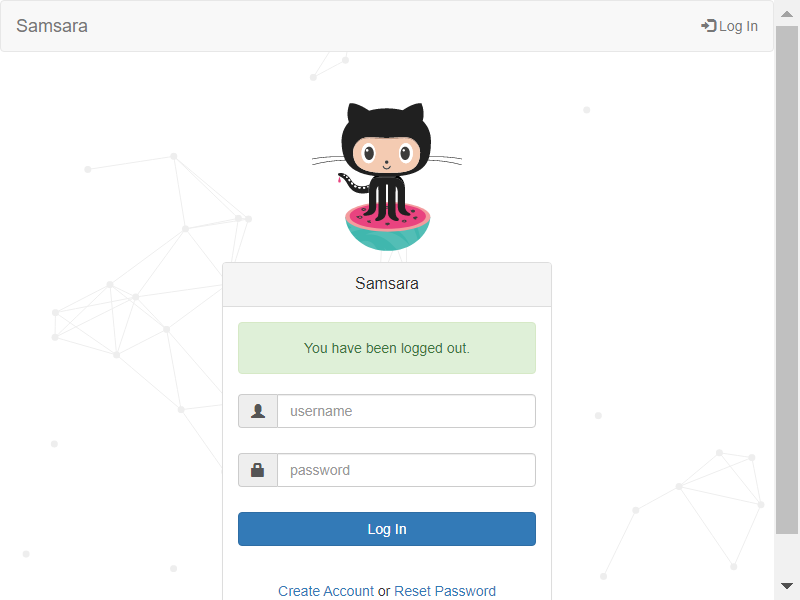 Samsara
Log In
Samsara
You have been logged out.
username
password
Log In
Create Account or Reset Password